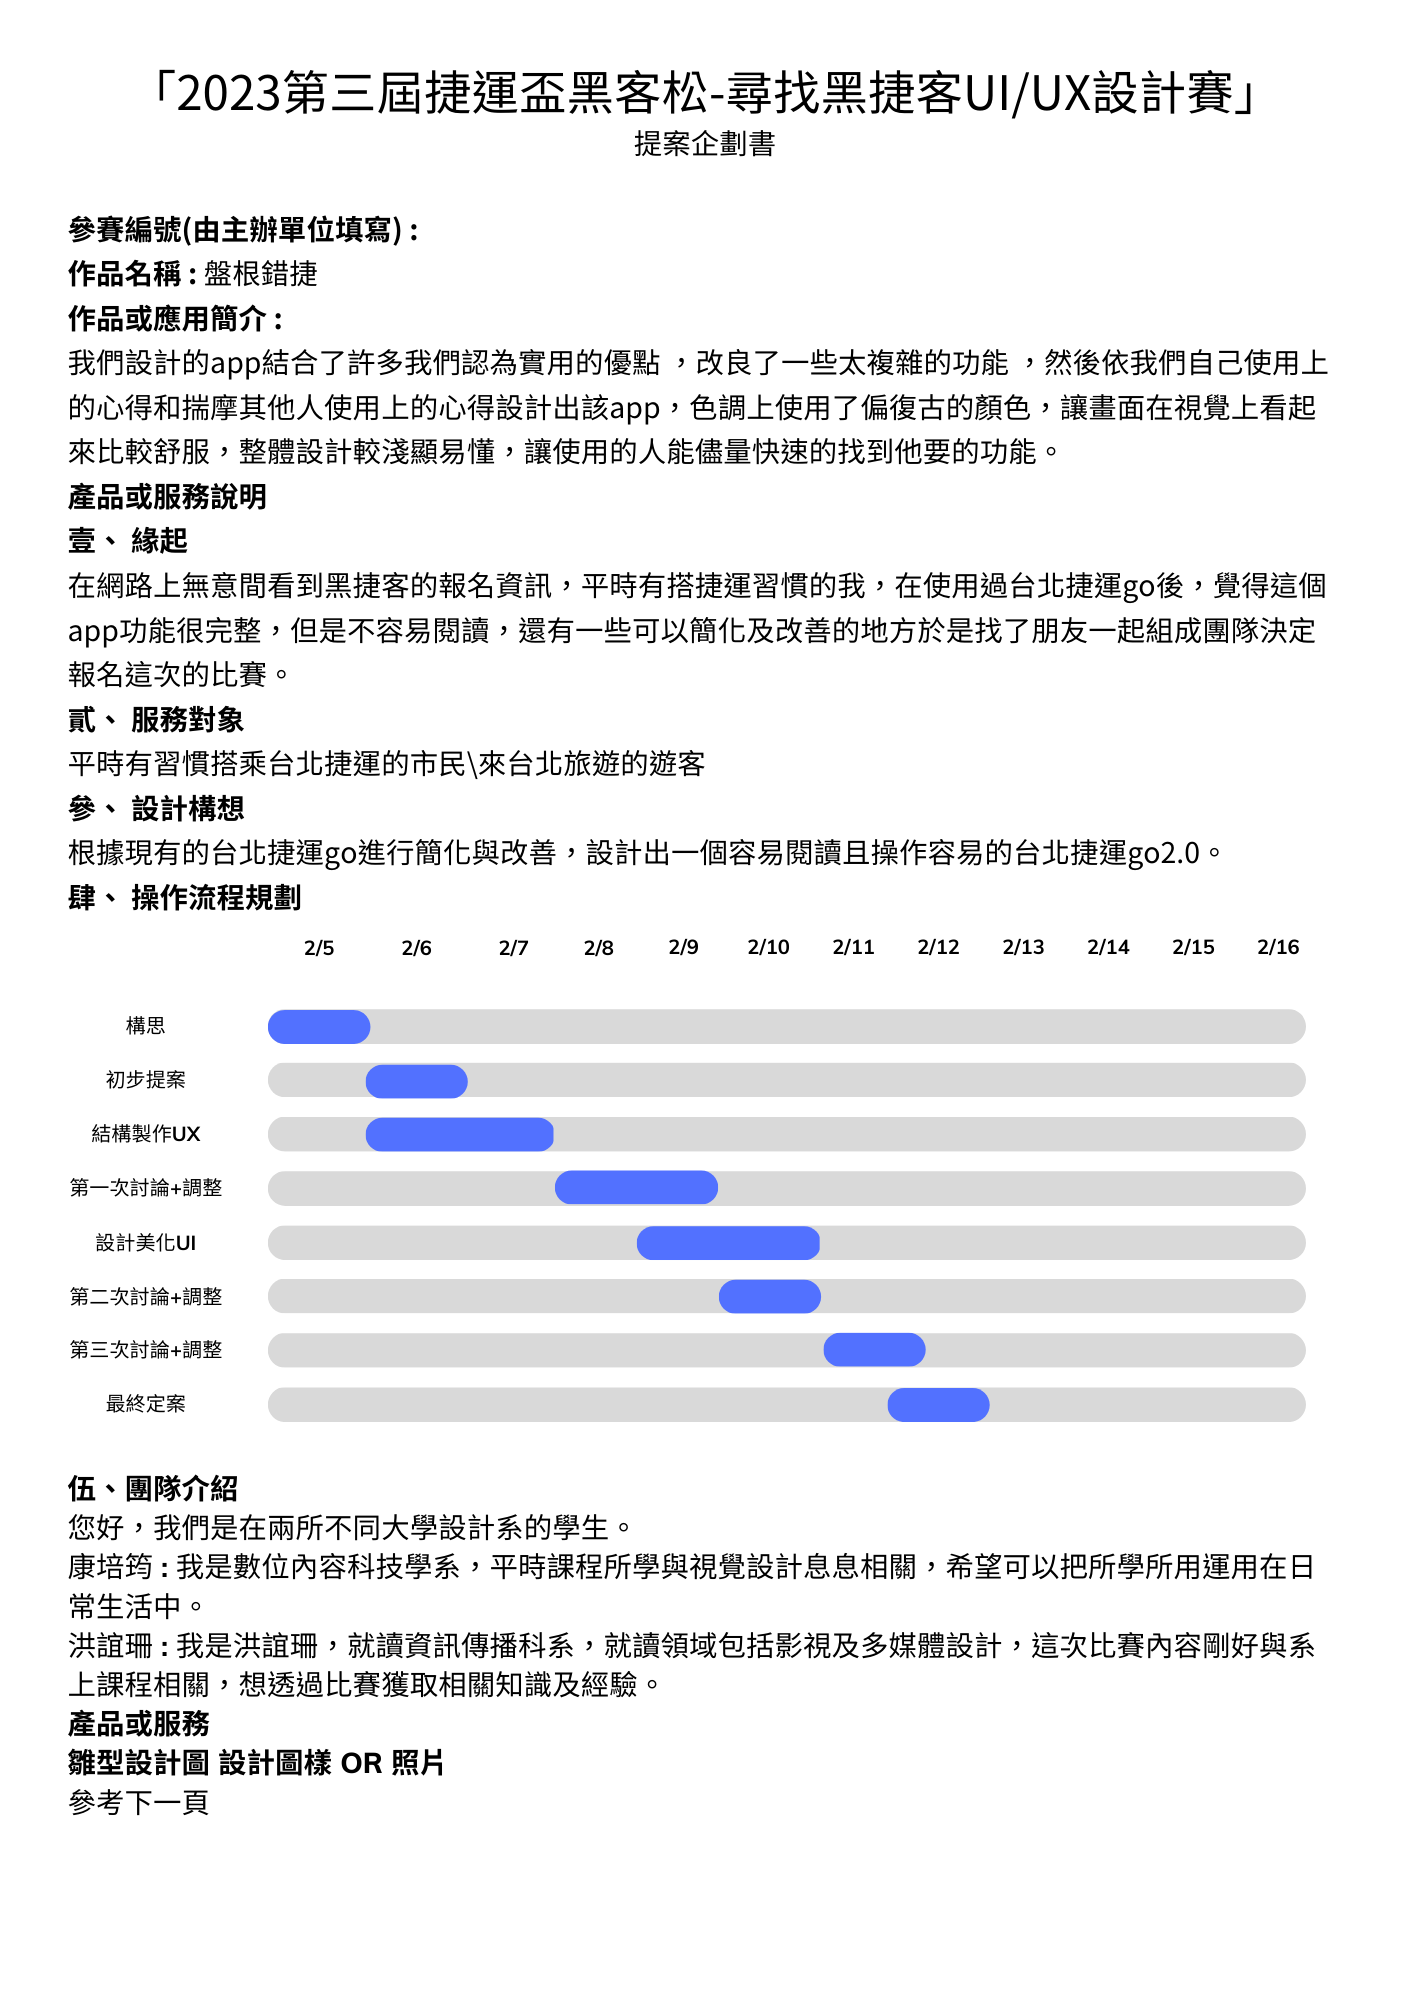 「2023第三屆捷運盃黑客松-尋找黑捷客UI/UX設計賽」
提案企劃書
參賽編號(由主辦單位填寫) :
作品名稱 : 盤根錯捷
作品或應用簡介 :
我們設計的app結合了許多我們認為實用的優點 ，改良了一些太複雜的功能 ，然後依我們自己使用上
的心得和揣摩其他人使用上的心得設計出該app，色調上使用了偏復古的顏色，讓畫面在視覺上看起
來比較舒服，整體設計較淺顯易懂，讓使用的人能儘量快速的找到他要的功能。
產品或服務說明
壹、 緣起
在網路上無意間看到黑捷客的報名資訊，平時有搭捷運習慣的我，在使用過台北捷運go後，覺得這個
app功能很完整，但是不容易閱讀，還有一些可以簡化及改善的地方於是找了朋友一起組成團隊決定
報名這次的比賽。
貳、 服務對象
平時有習慣搭乘台北捷運的市民\來台北旅遊的遊客
參、 設計構想
根據現有的台北捷運go進行簡化與改善，設計出一個容易閱讀且操作容易的台北捷運go2.0。
肆、 操作流程規劃
2/5 2/6 2/7 2/8 2/9 2/10 2/11 2/12 2/13 2/14 2/15 2/16
構思
初步提案
結構製作UX
第一次討論+調整
設計美化UI
第二次討論+調整
第三次討論+調整
最終定案
伍、團隊介紹
您好，我們是在兩所不同大學設計系的學生。
康培筠 : 我是數位內容科技學系，平時課程所學與視覺設計息息相關，希望可以把所學所用運用在日
常生活中。
洪誼珊 : 我是洪誼珊，就讀資訊傳播科系，就讀領域包括影視及多媒體設計，這次比賽內容剛好與系
上課程相關，想透過比賽獲取相關知識及經驗。
產品或服務
雛型設計圖 設計圖樣 OR 照片
參考下一頁